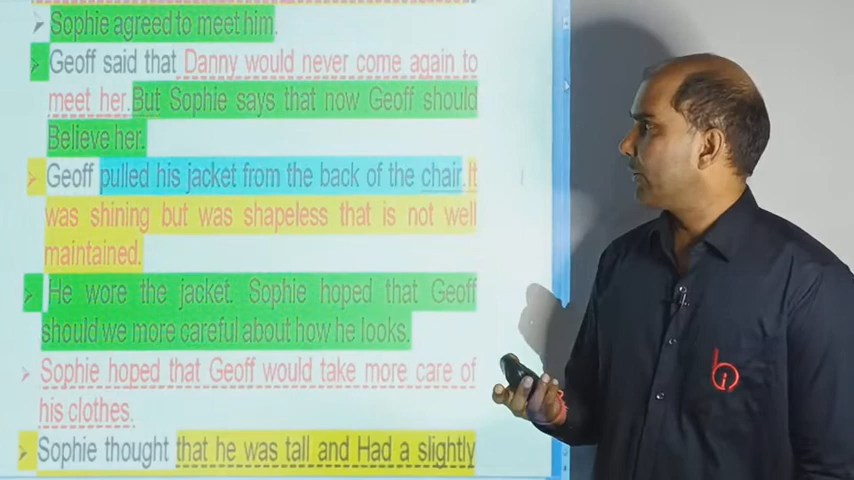 Sophie agreed to meet him.
Geoff said that Danny would never come again to
meet her. But Sophie says that now Geoff should
Believe her.
Geoff pulled his jacket from the back of the chair. It
was shining but was shapeless that is not well
maintained.
He wore the jacket. Sophie hoped that Geoff
should we more careful about how he looks.
Sophie hoped that Geoff would take more care of
his clothes.
Sophie thought that he was tall and Had a slightly